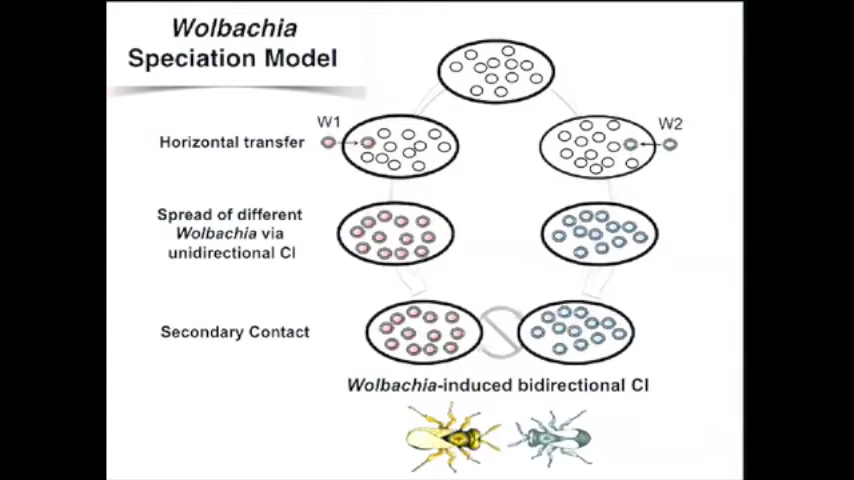 Wolbachia
Speciation Model
W1
W2
Horizontal transfer
Spread of different
Wolbachia via
unidirectional CI
Secondary Contact
Wolbachia-induced bidirectional CI